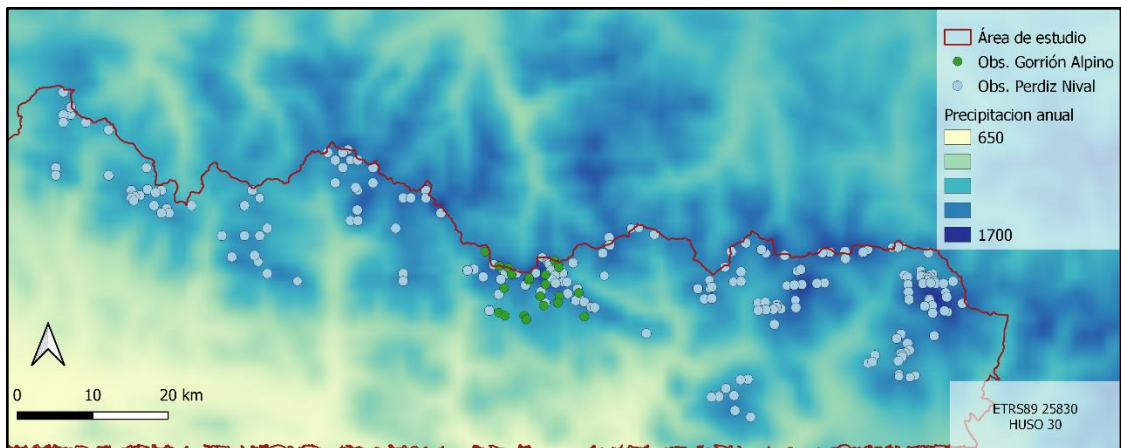 Área de estudio
Obs. Gorrión Alpino
Obs. Perdiz Nival
Precipitacion anual
650
1700
0 10 20 km
ETRS89 25830
HUSO 30